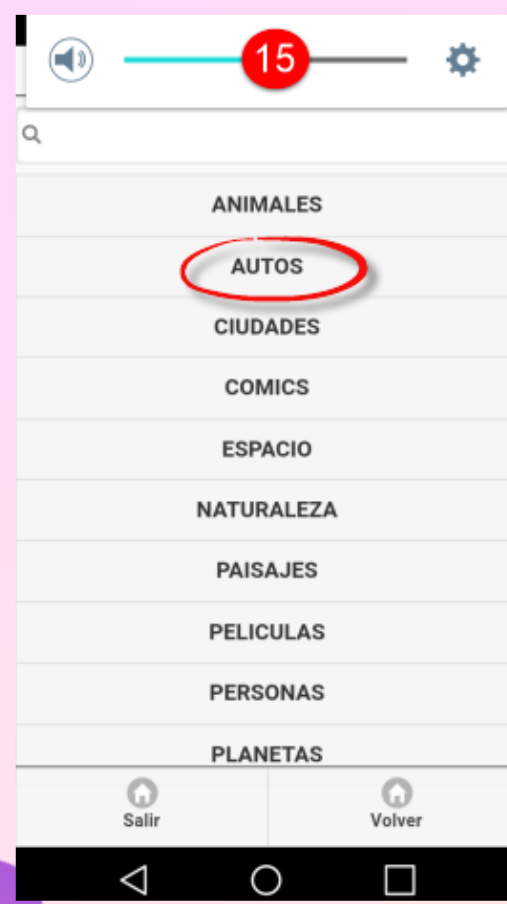 15
ANIMALES
AUTOS
CIUDADES
COMICS
ESPACIO
NATURALEZA
PAISAJES
PELICULAS
PERSONAS
PLANETAS
Salir Volver